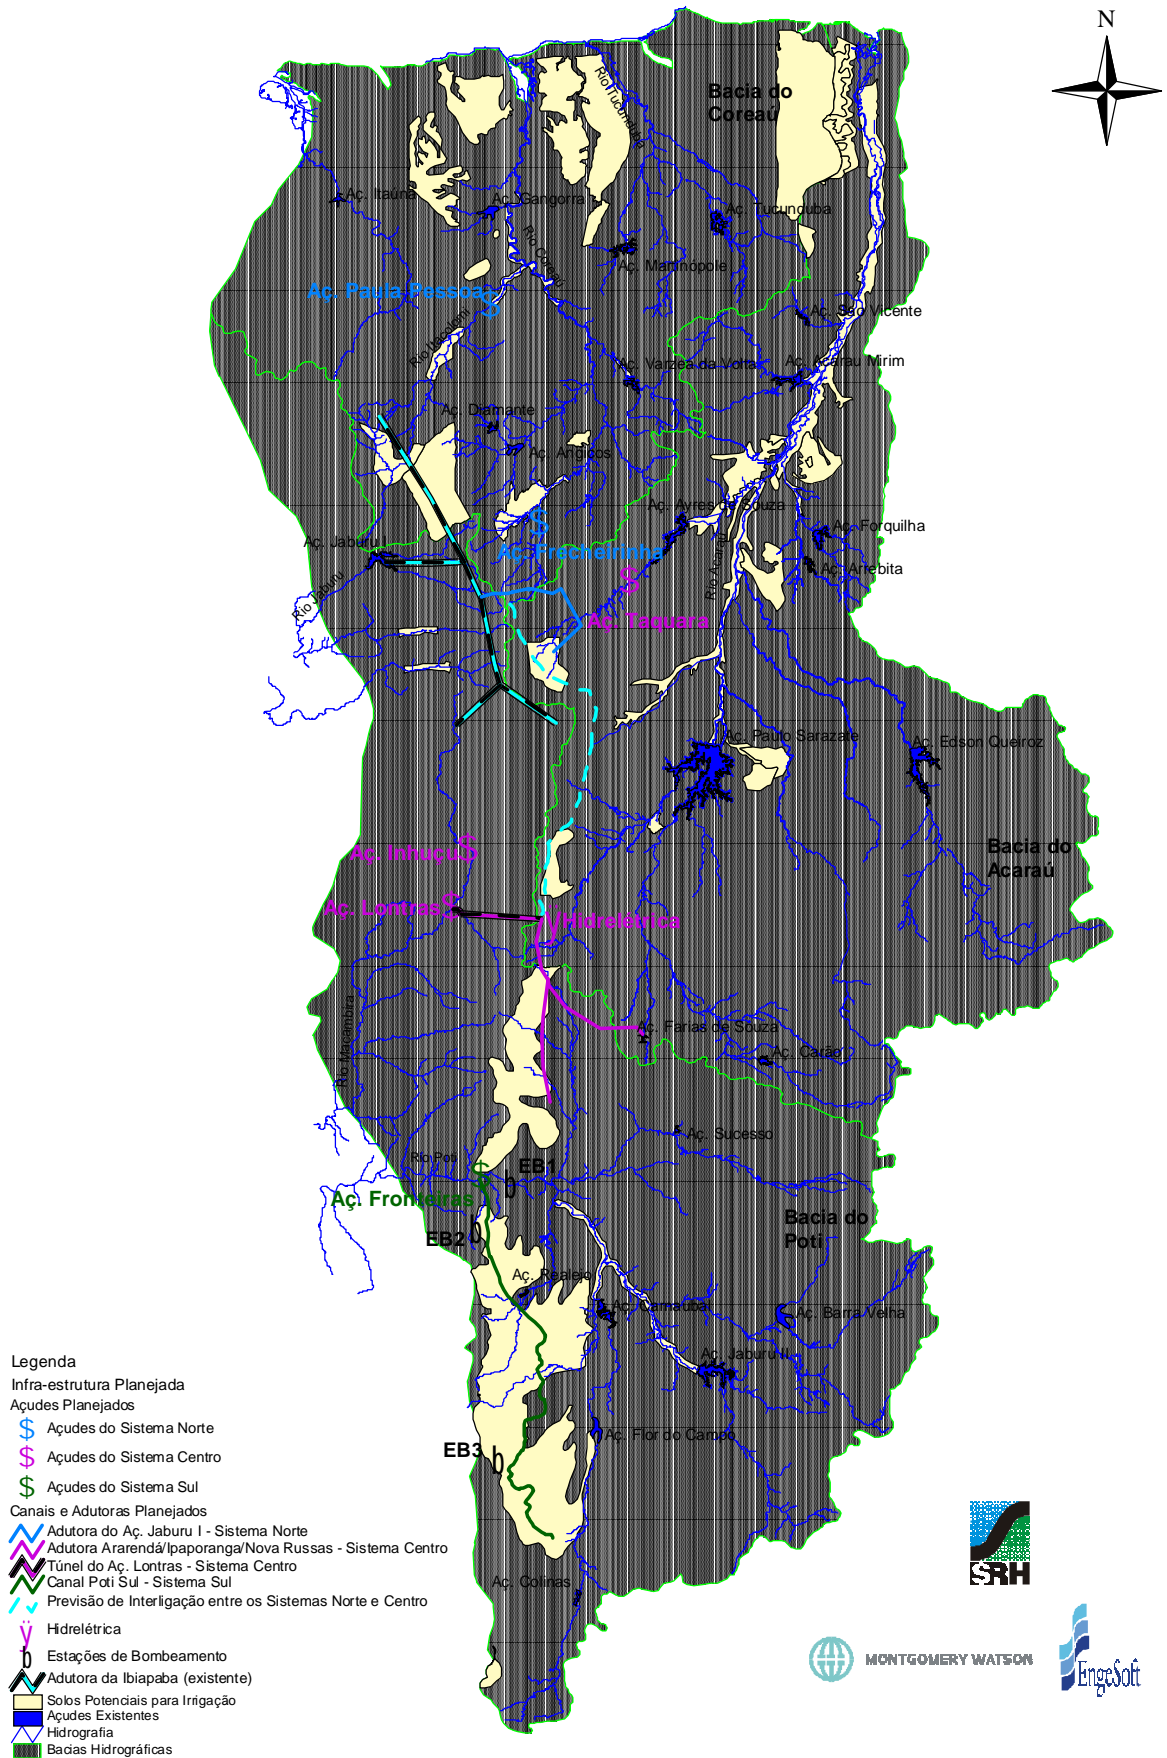 N
Bacia do
Coreaú
Rio Tucunduba
Aç. Itaúna
Aç. Gangorra
Aç. Tucunduba
Rio Coreaú
Aç. Martinópole
Aç. Paula Pessoa
Aç. São Vicente
Rio Itacolomi
Aç. Varzea da Volta
Aç. Acarau Mirim
Aç. Diamante
Aç. Angicos
Aç. Ayres de Souza
Aç. Forquilha
Aç. Jaburu I
Aç. Frecheirinha
Rio Acaraú
Aç. Arrebita
Rio Jaburu
Aç. Taquara
Aç. Paulo Sarazate
Aç. Edson Queiroz
Aç. Inhuçu
Bacia do
Acaraú
Aç. Lontras
Hidrelétrica
Rio Macambira
Aç. Farias de Souza
Aç. Carão
Aç. Sucesso
Rio Poti
EB1
Aç. Fronteiras
Bacia do
Poti
EB2
Aç. Realejo
Aç. Carnaubal
Aç. Barra Velha
Aç. Jaburu II
Aç. Flor do Campo
EB3
Aç. Colinas
Legenda
Infra-estrutura Planejada
Açudes Planejados
$ Açudes do Sistema Norte
$ Açudes do Sistema Centro
$ Açudes do Sistema Sul
Canais e Adutoras Planejados
Adutora do Aç. Jaburu I - Sistema Norte
Adutora Ararendá/Ipaporanga/Nova Russas - Sistema Centro
Túnel do Aç. Lontras - Sistema Centro
Canal Poti Sul - Sistema Sul
Previsão de Interligação entre os Sistemas Norte e Centro
ÿ Hidrelétrica
b Estações de Bombeamento
Adutora da Ibiapaba (existente)
Solos Potenciais para Irrigação
Açudes Existentes
Hidrografia
Bacias Hidrográficas
SRH
MONTGOMERY WATSON
EngeSoft